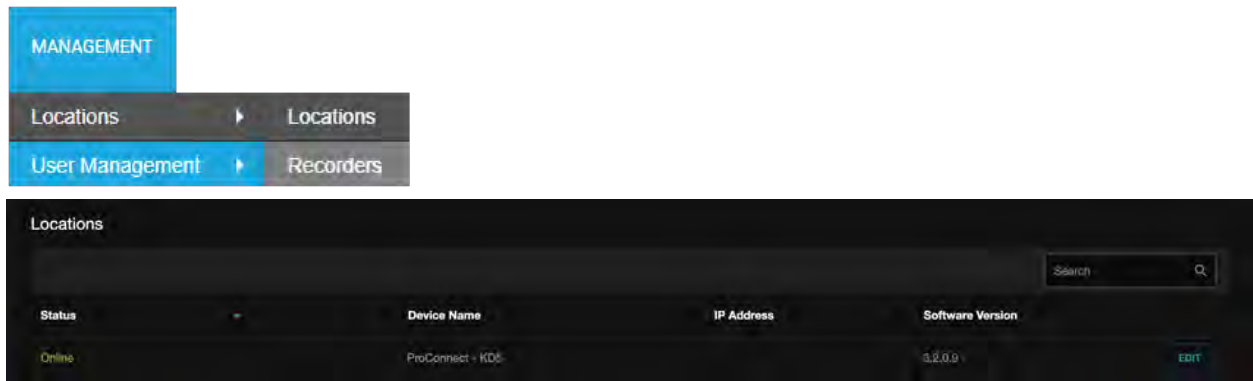 MANAGEMENT
Locations Locations
User Management Recorders
Locations
Search
Status Device Name IP Address Software Version
Online ProConnect - KD5 3.2.0.9 EDIT